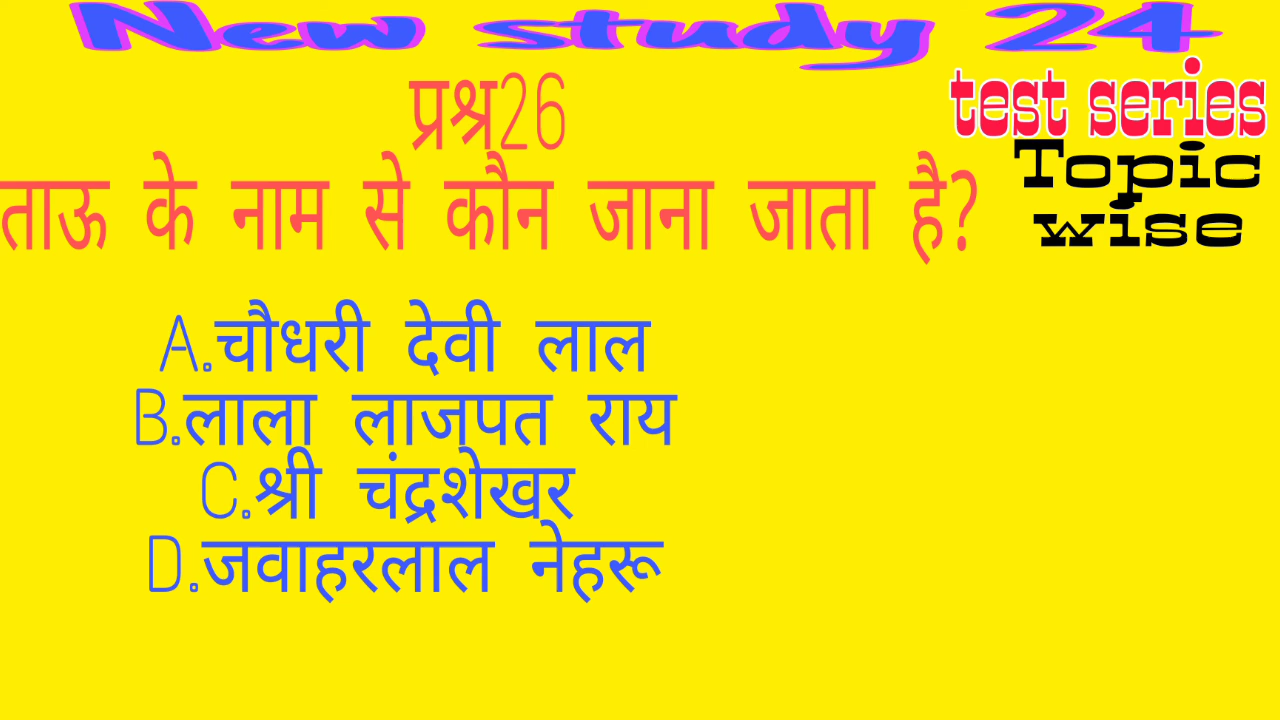 New study 24
test series
Topic
wise
प्रश्न26
ताऊ के नाम से कौन जाना जाता है?
A.चौधरी देवी लाल
B.लाला लाजपत राय
C.श्री चंद्रशेखर
D.जवाहरलाल नेहरू